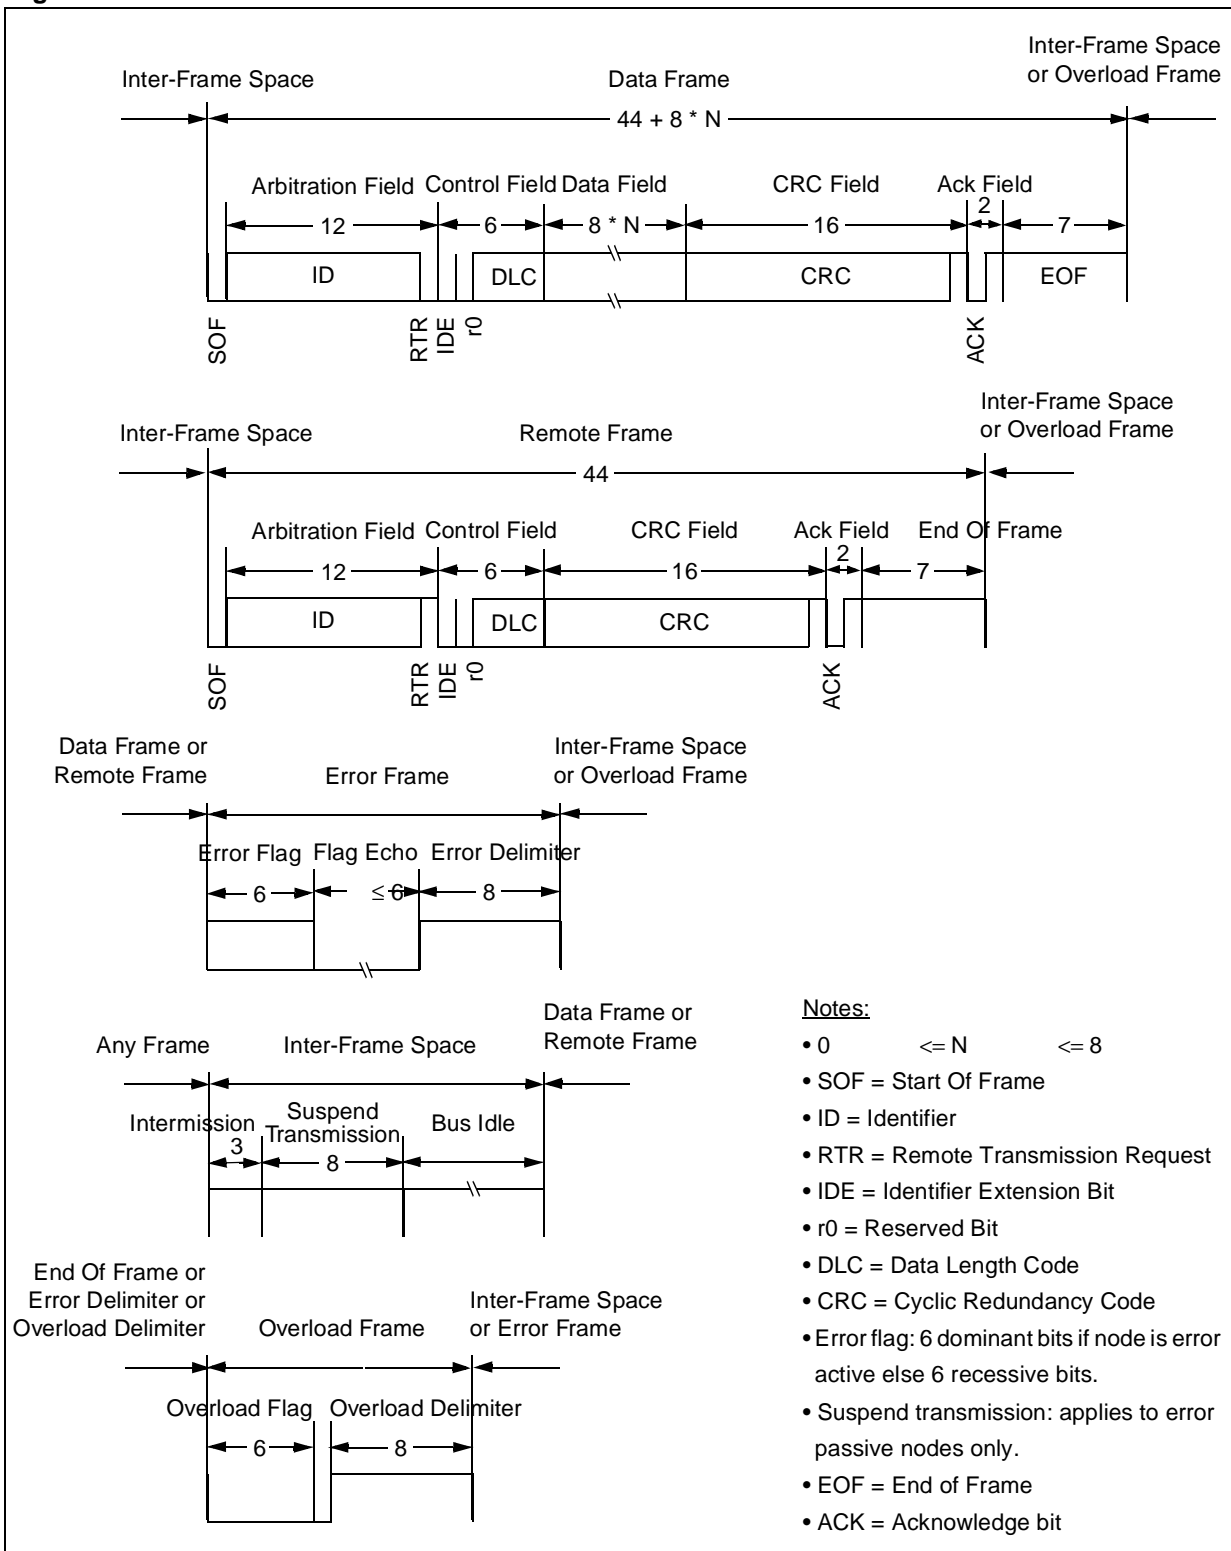 Inter-Frame Space
Data Frame
Inter-Frame Space
or Overload Frame
44 + 8 * N
Arbitration Field
Control Field
Data Field
CRC Field
Ack Field
12
6
8 * N
16
2
7
ID
DLC
CRC
EOF
SOF
RTR
IDE
r0
ACK
Inter-Frame Space
Remote Frame
Inter-Frame Space
or Overload Frame
44
Arbitration Field
Control Field
CRC Field
Ack Field
End Of Frame
12
6
16
2
7
ID
DLC
CRC
SOF
RTR
IDE
r0
ACK
Data Frame or
Remote Frame
Error Frame
Inter-Frame Space
or Overload Frame
Error Flag
Flag Echo
Error Delimiter
6
≤ 6
8
Any Frame
Inter-Frame Space
Data Frame or
Remote Frame
Intermission
Suspend
Transmission
Bus Idle
3
8
End Of Frame or
Error Delimiter or
Overload Delimiter
Overload Frame
Inter-Frame Space
or Error Frame
Overload Flag
Overload Delimiter
6
8
Notes:
• 0 <= N <= 8
• SOF = Start Of Frame
• ID = Identifier
• RTR = Remote Transmission Request
• IDE = Identifier Extension Bit
• r0 = Reserved Bit
• DLC = Data Length Code
• CRC = Cyclic Redundancy Code
• Error flag: 6 dominant bits if node is error
active else 6 recessive bits.
• Suspend transmission: applies to error
passive nodes only.
• EOF = End of Frame
• ACK = Acknowledge bit